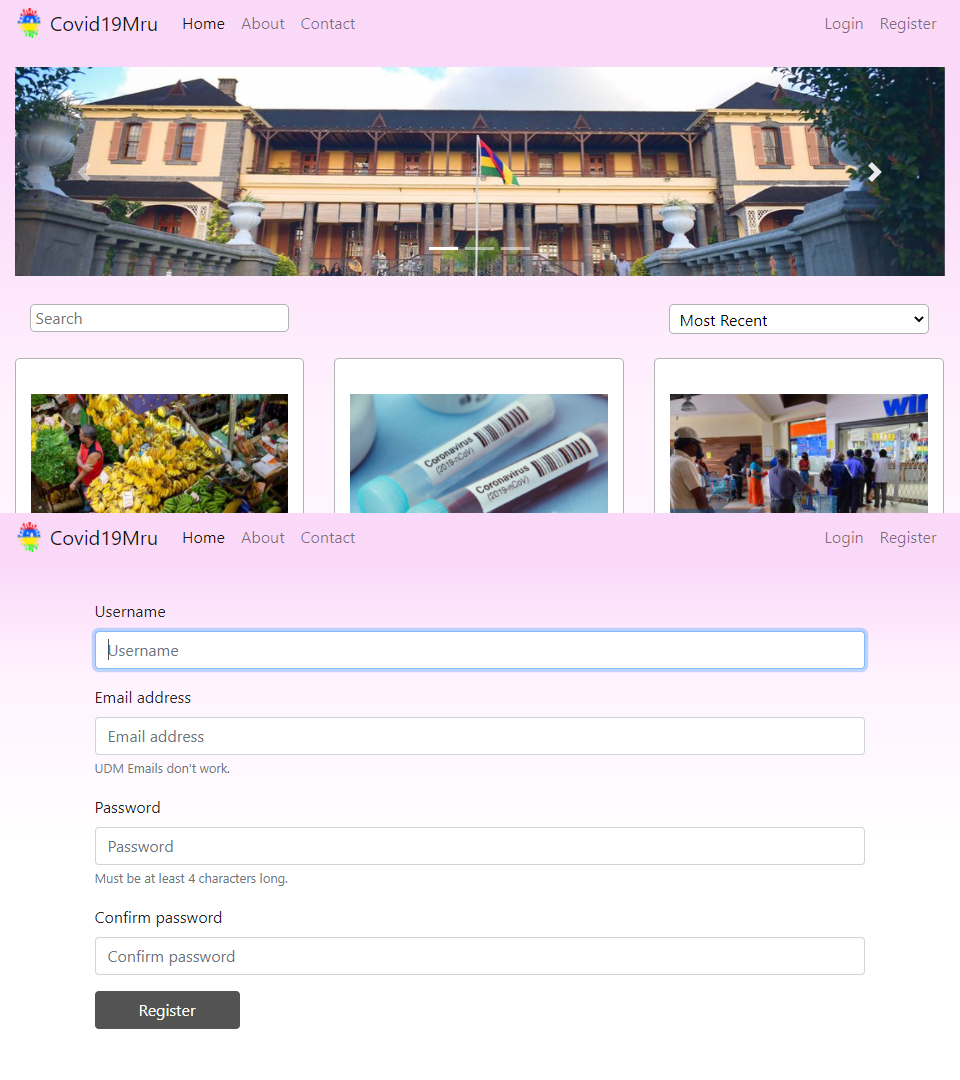 Covid19Mru Home About Contact Login Register
Search Most Recent
Coronavirus
(2019-nCoV)
Coronavirus
(2019-nCoV)
Covid19Mru Home About Contact Login Register
Username
Username
Email address
Email address
UDM Emails don't work.
Password
Password
Must be at least 4 characters long.
Confirm password
Confirm password
Register